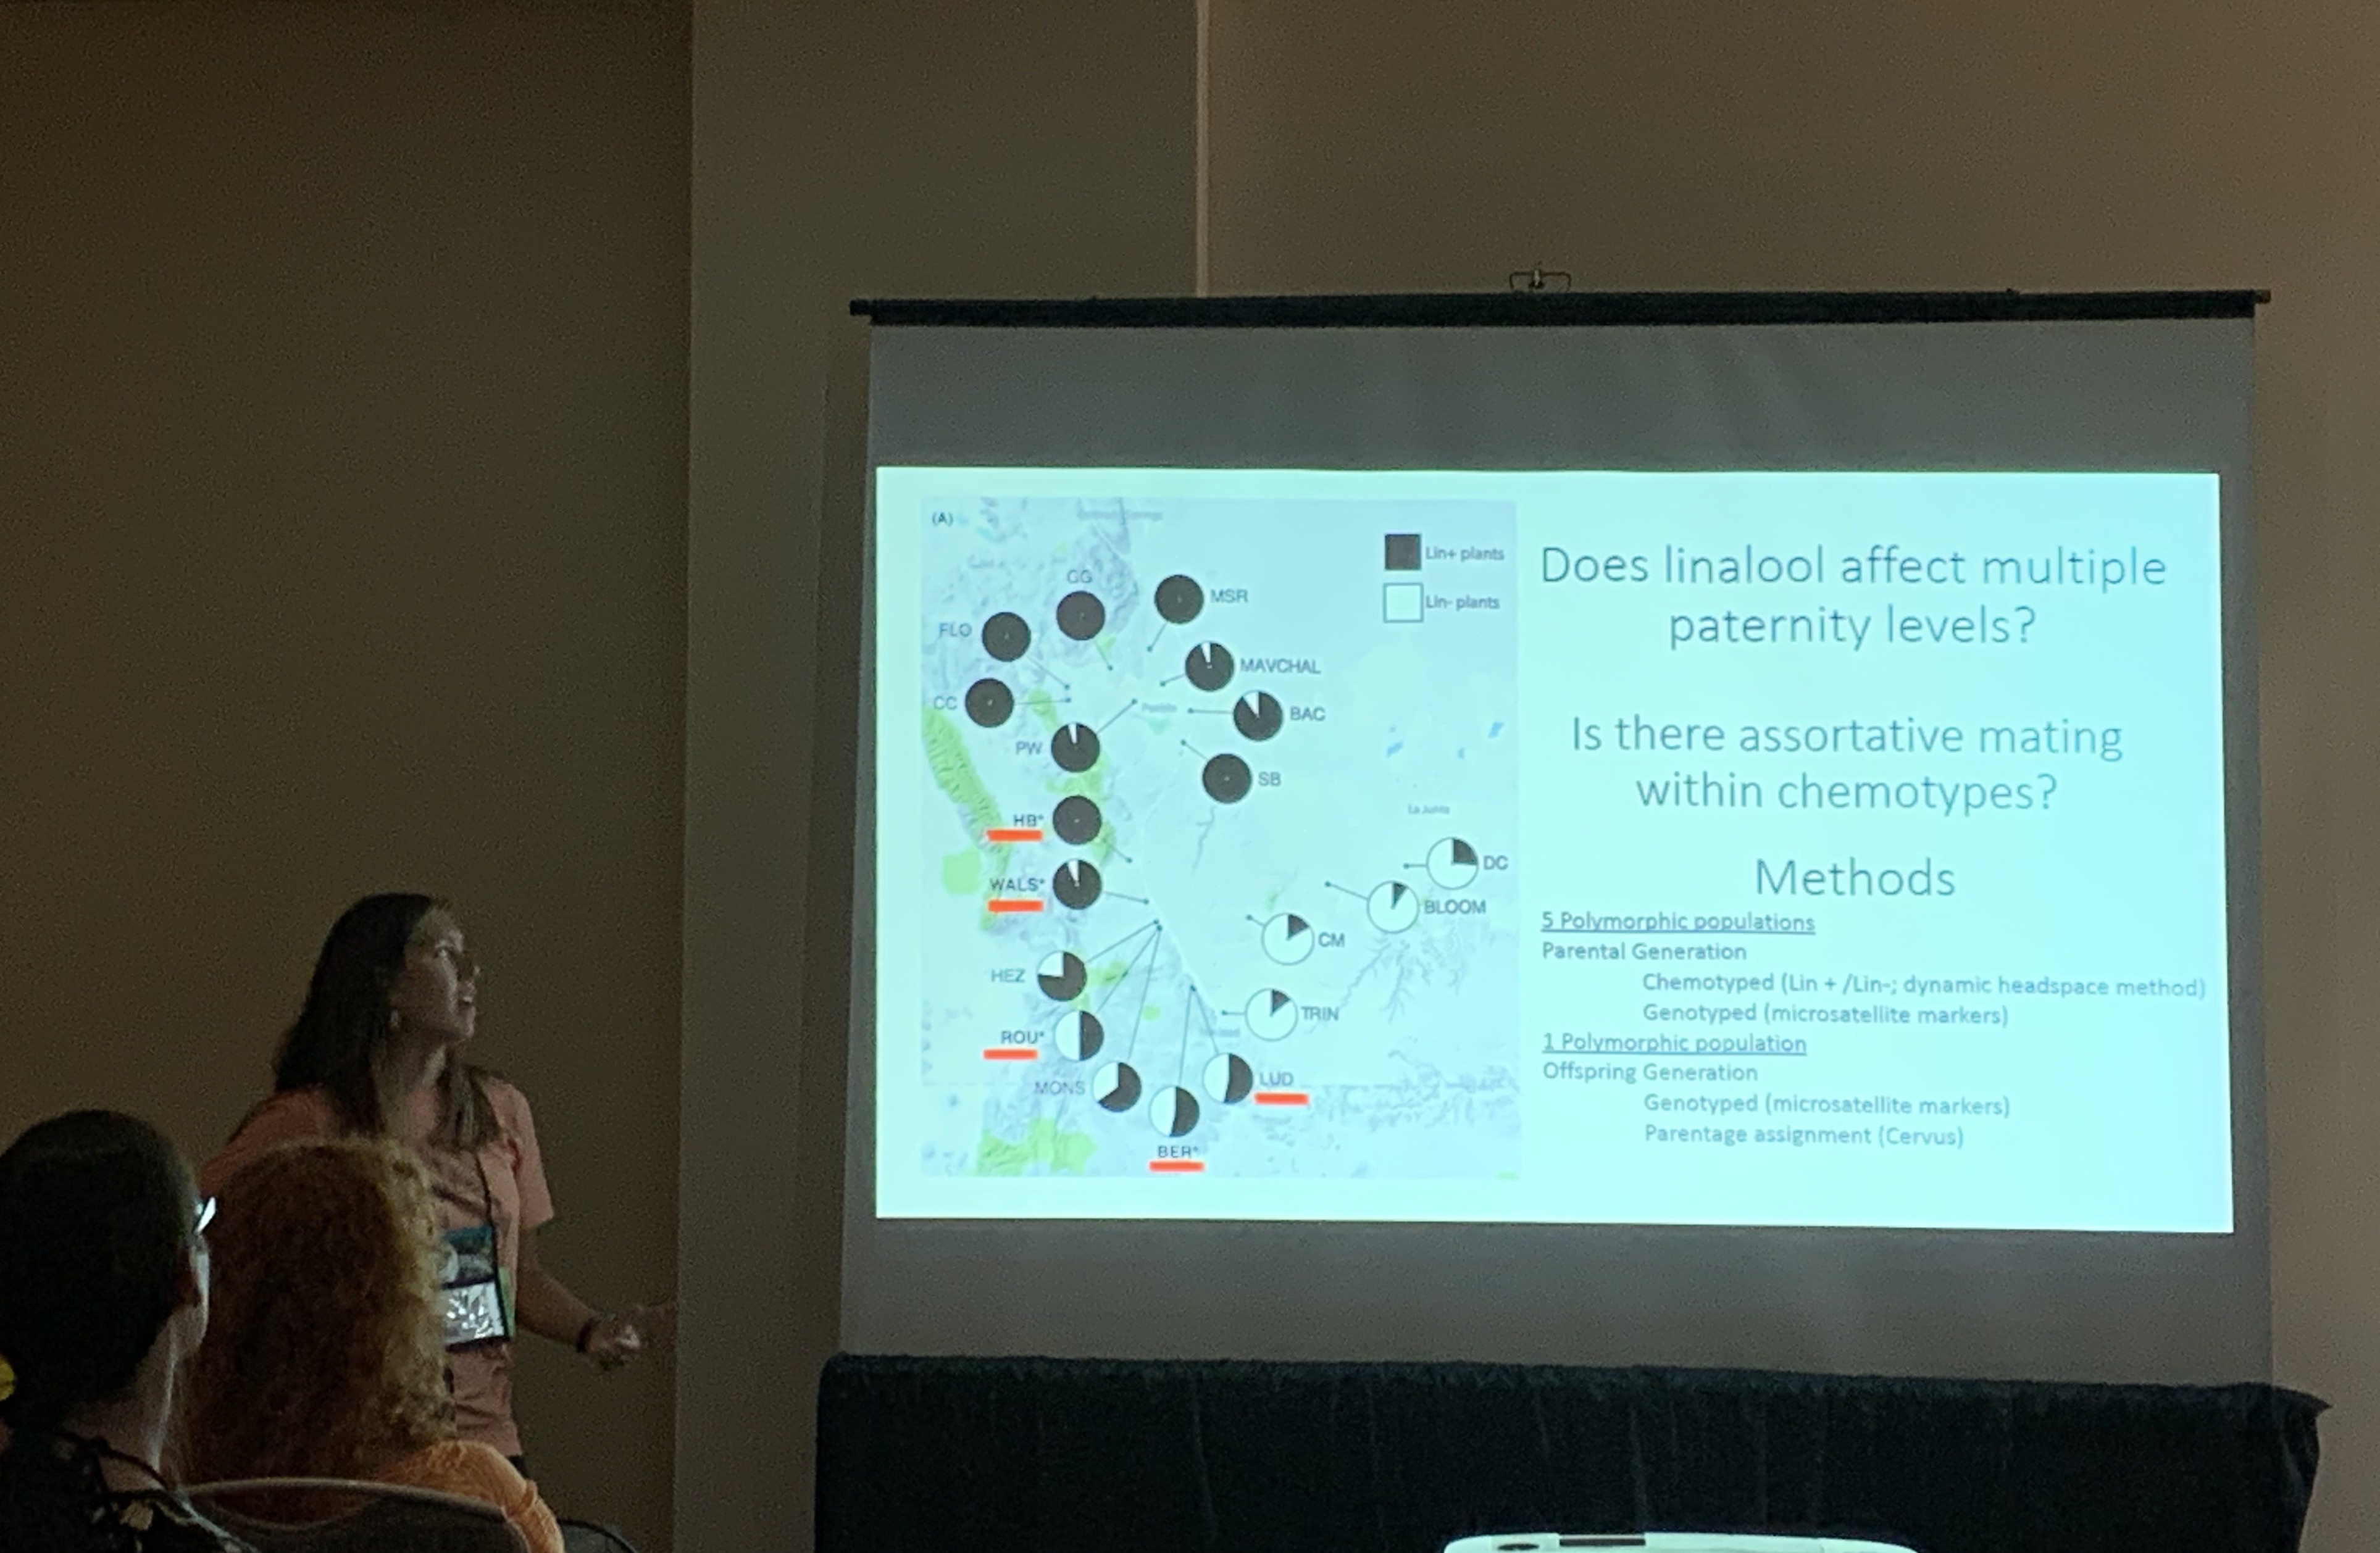 (A)
Lin+ plants
Lin- plants
GG
MSR
FLO
MAVCHAL
CC
Pueblo
BAC
PW
SB
HB*
La Junta
WALS*
DC
BLOOM
CM
HEZ
TRIN
ROU*
MONS
LUD
BER*
Does linalool affect multiple
paternity levels?
Is there assortative mating
within chemotypes?
Methods
5 Polymorphic populations
Parental Generation
Chemotyped (Lin + /Lin-; dynamic headspace method)
Genotyped (microsatellite markers)
1 Polymorphic population
Offspring Generation
Genotyped (microsatellite markers)
Parentage assignment (Cervus)